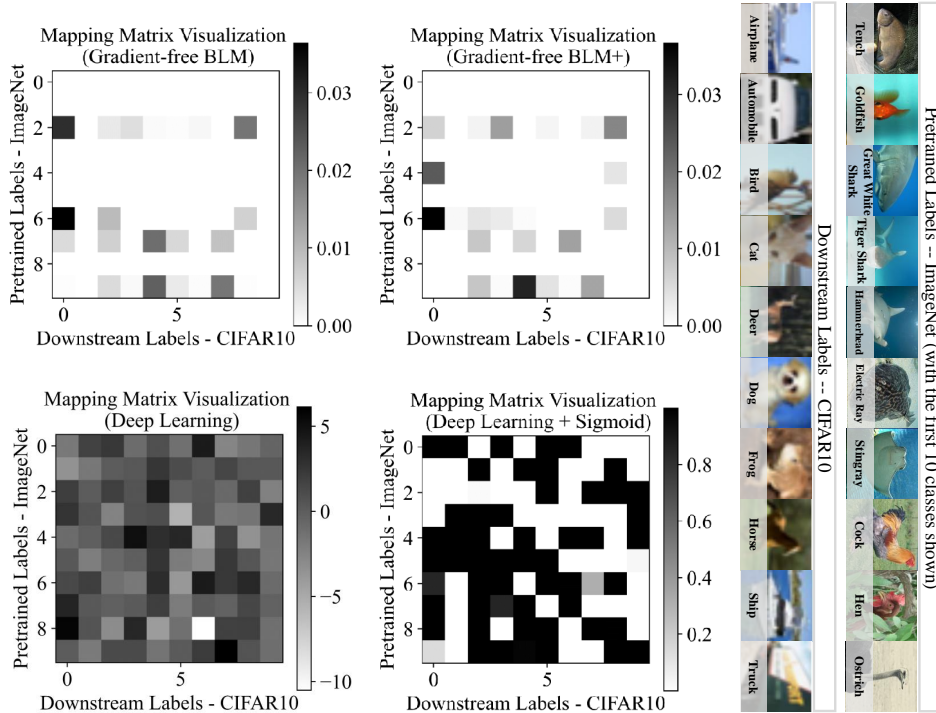 Mapping Matrix Visualization
(Gradient-free BLM)
Pretrained Labels - ImageNet
0
2
4
6
8
0
5
Downstream Labels - CIFAR10
0.03
0.02
0.01
0.00
Mapping Matrix Visualization
(Gradient-free BLM+)
Pretrained Labels - ImageNet
0
2
4
6
8
0
5
Downstream Labels - CIFAR10
0.03
0.02
0.01
0.00
Mapping Matrix Visualization
(Deep Learning)
Pretrained Labels - ImageNet
0
2
4
6
8
0
5
Downstream Labels - CIFAR10
5
0
−5
−10
Mapping Matrix Visualization
(Deep Learning + Sigmoid)
Pretrained Labels - ImageNet
0
2
4
6
8
0
5
Downstream Labels - CIFAR10
0.8
0.6
0.4
0.2
Pretrained Labels -- ImageNet (with the first 10 classes shown)
Tench
Goldfish
Great White
Shark
Tiger Shark
Hammerhead
Electric Ray
Stingray
Cock
Hen
Ostrich
Downstream Labels -- CIFAR10
Airplane
Automobile
Bird
Cat
Deer
Dog
Frog
Horse
Ship
Truck